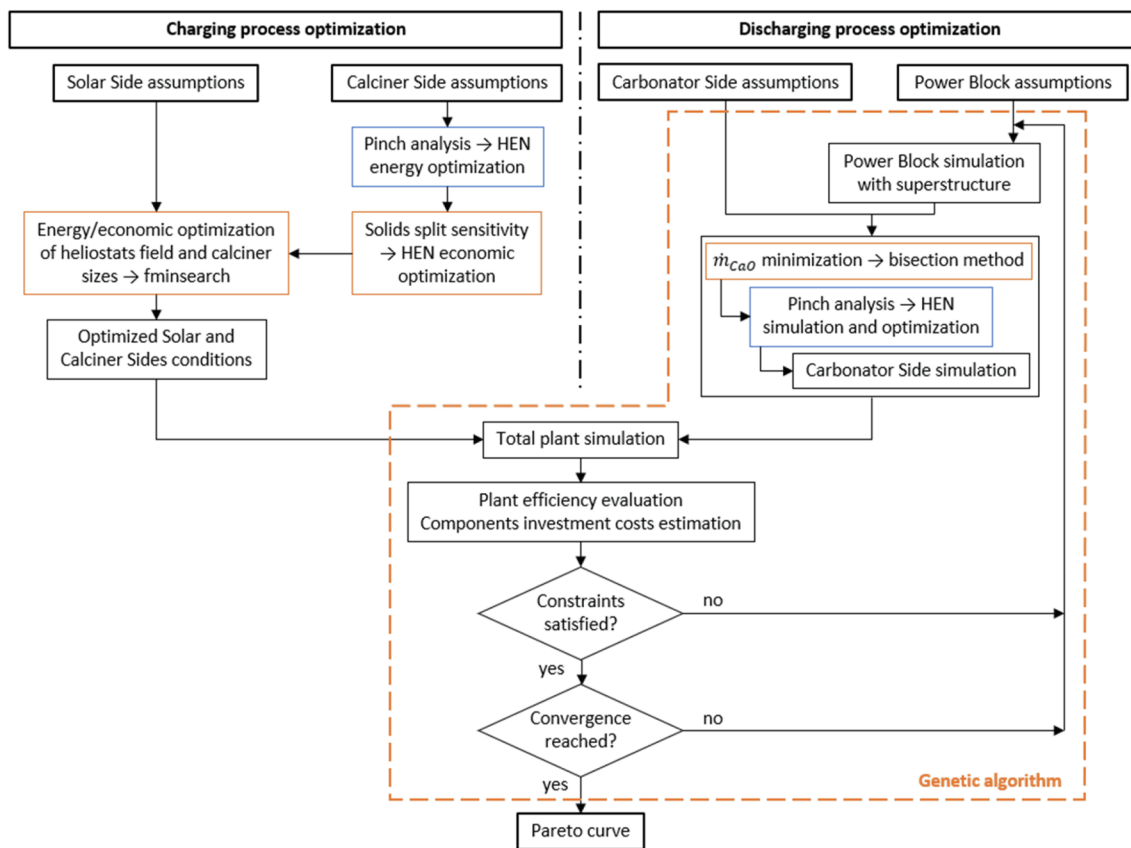 Charging process optimization
Discharging process optimization
Solar Side assumptions
Calciner Side assumptions
Carbonator Side assumptions
Power Block assumptions
Pinch analysis → HEN
energy optimization
Power Block simulation
with superstructure
Energy/economic optimization
of heliostats field and calciner
sizes → fminsearch
Solids split sensitivity
→ HEN economic
optimization
ṁCaO minimization → bisection method
Pinch analysis → HEN
simulation and optimization
Carbonator Side simulation
Optimized Solar and
Calciner Sides conditions
Total plant simulation
Plant efficiency evaluation
Components investment costs estimation
Constraints
satisfied?
no
yes
Convergence
reached?
no
yes
Genetic algorithm
Pareto curve